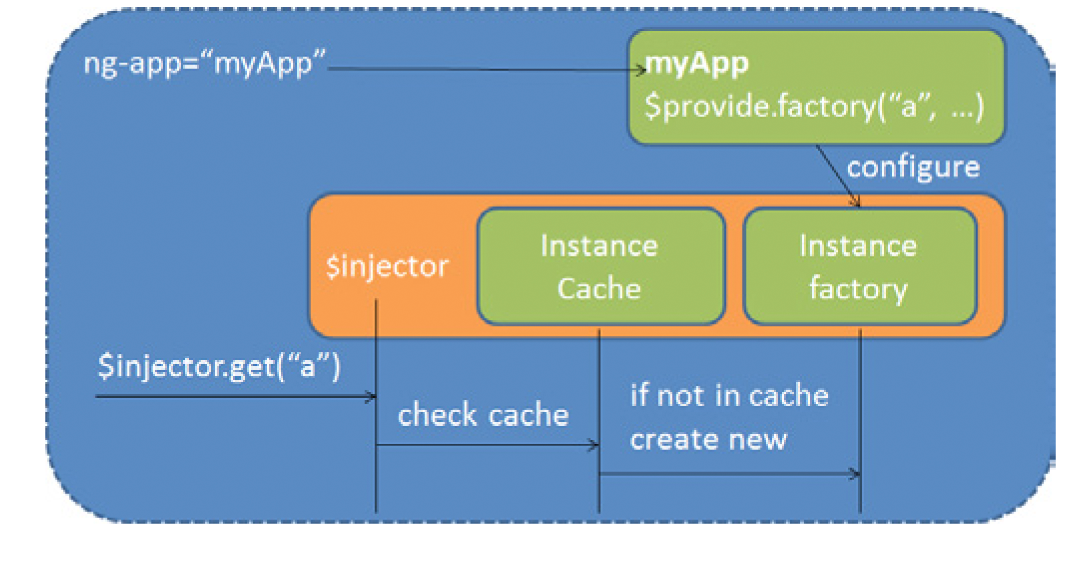 ng-app=“myApp”
myApp
$provide.factory(“a”, ...)
configure
$injector
Instance
Cache
Instance
factory
$injector.get(“a”)
check cache
if not in cache
create new